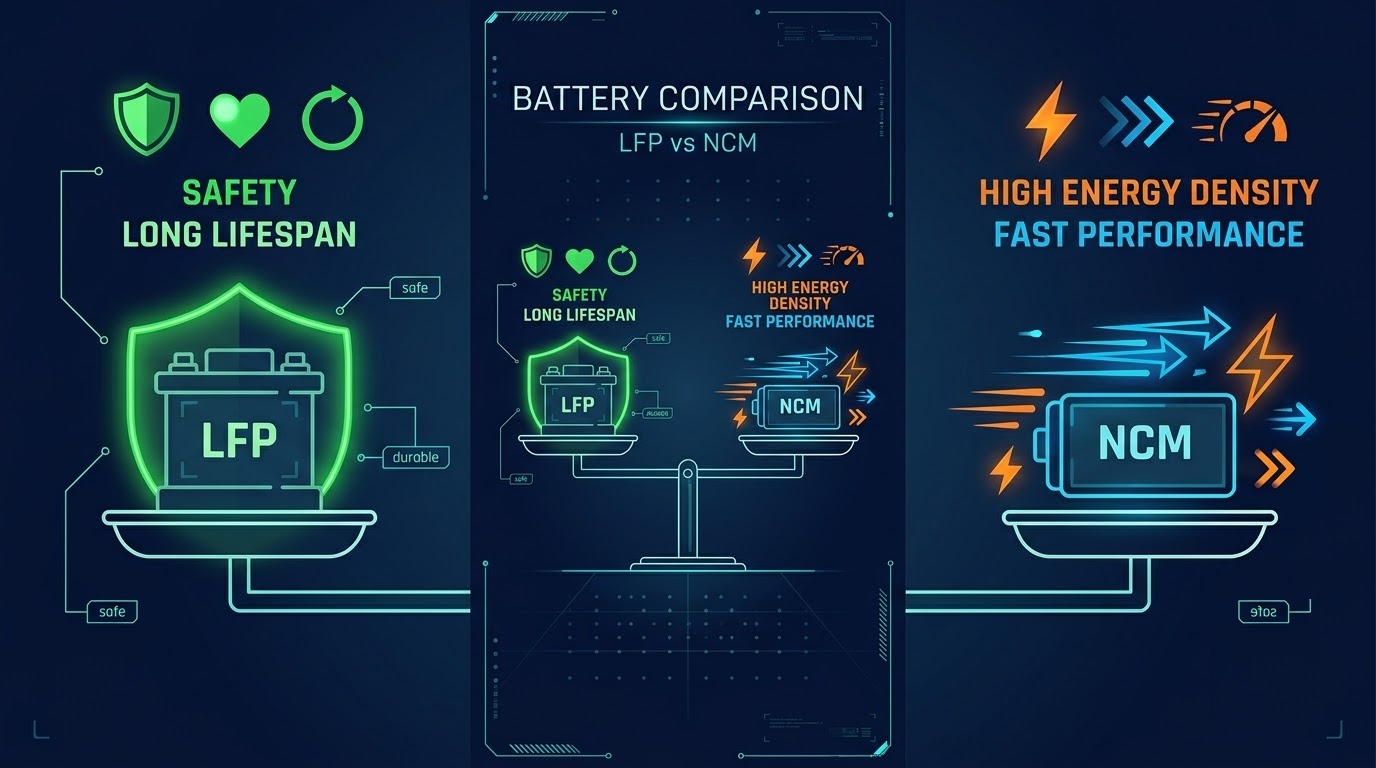 SAFETY
LONG LIFESPAN
safe
LFP
durable
safe
BATTERY COMPARISON
LFP vs NCM
SAFETY
LONG LIFESPAN
safe
LFP
safe
HIGH ENERGY
DENSITY
FAST PERFORMANCE
NCM
HIGH ENERGY DENSITY
FAST PERFORMANCE
NCM